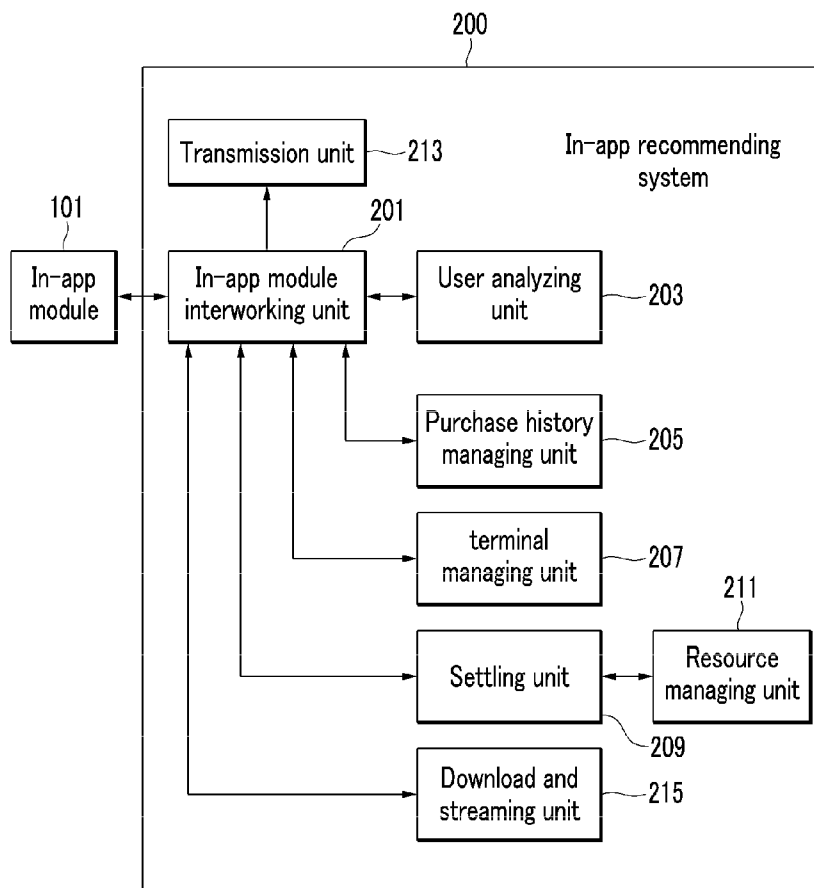 200
Transmission unit
213
In-app recommending
system
101
201
In-app
module
In-app module
interworking unit
User analyzing
unit
203
Purchase history
managing unit
205
terminal
managing unit
207
211
Settling unit
Resource
managing unit
209
Download and
streaming unit
215